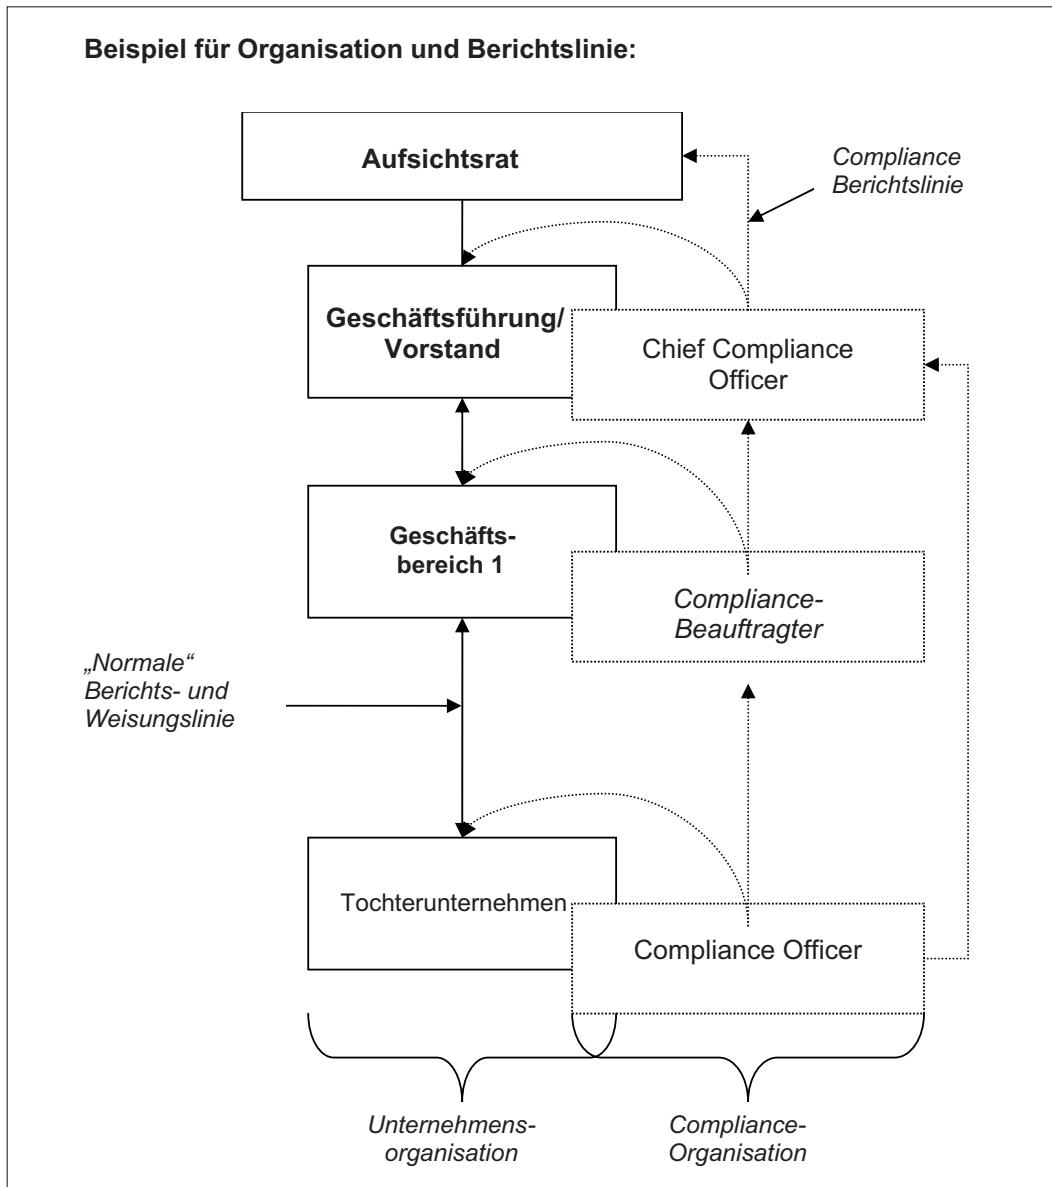 Beispiel für Organisation und Berichtslinie:
Aufsichtsrat
Compliance
Berichtslinie
Geschäftsführung/
Vorstand
Chief Compliance
Officer
Geschäfts-
bereich 1
Compliance-
Beauftragter
„Normale“
Berichts- und
Weisungslinie
Tochterunternehmen
Compliance Officer
Unternehmens-
organisation
Compliance-
Organisation